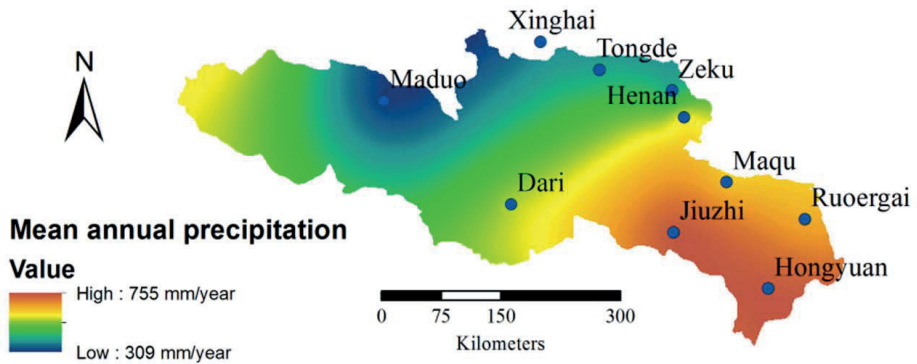 Xinghai
N
Tongde
Maduo
Zeku
Henan
Maqu
Dari
Ruoergai
Jiuzhi
Mean annual precipitation
Value
Hongyuan
High : 755 mm/year
0 75 150 300
Kilometers
Low : 309 mm/year